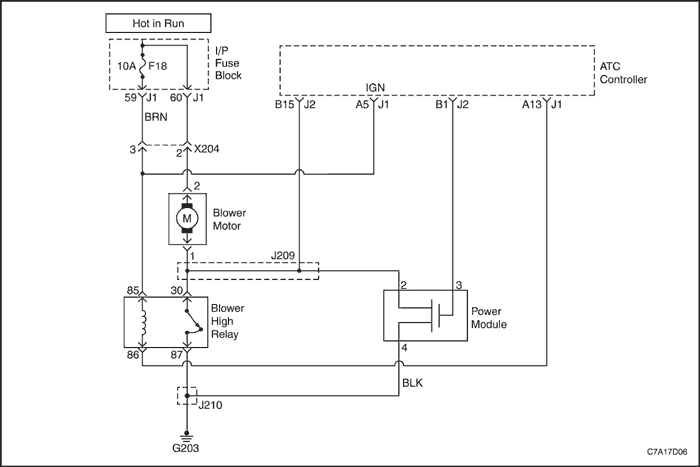 Hot in Run
I/P
Fuse
Block
10A F18
59 J1
60 J1
BRN
3
2 X204
ATC
Controller
IGN
B15 J2
A5 J1
B1 J2
A13 J1
2
M
Blower
Motor
1
J209
85
30
Blower
High
Relay
86
87
2
3
Power
Module
4
BLK
J210
G203
C7A17D06